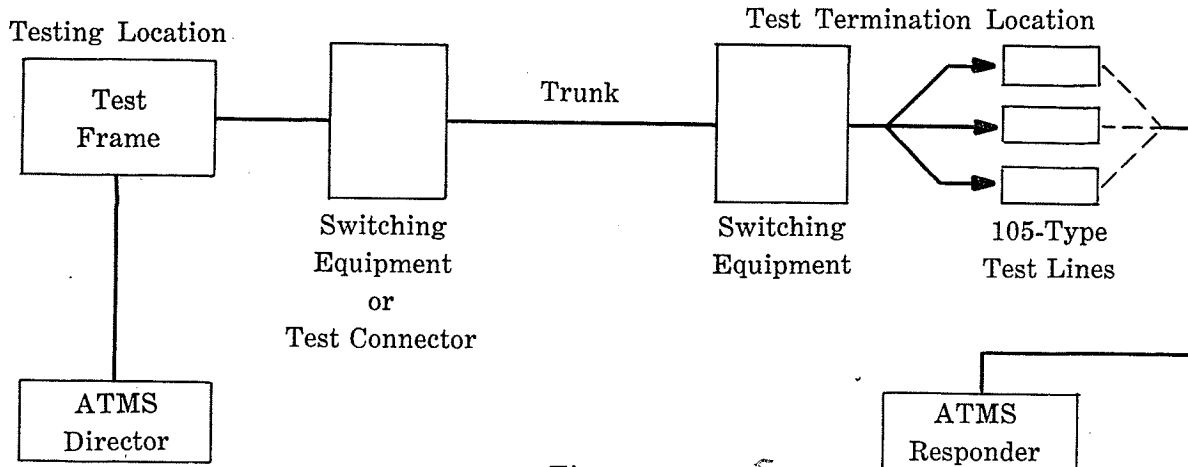 Testing Location
Test Termination Location
Test
Frame
Trunk
Switching
Equipment
or
Test Connector
Switching
Equipment
105-Type
Test Lines
ATMS
Director
ATMS
Responder